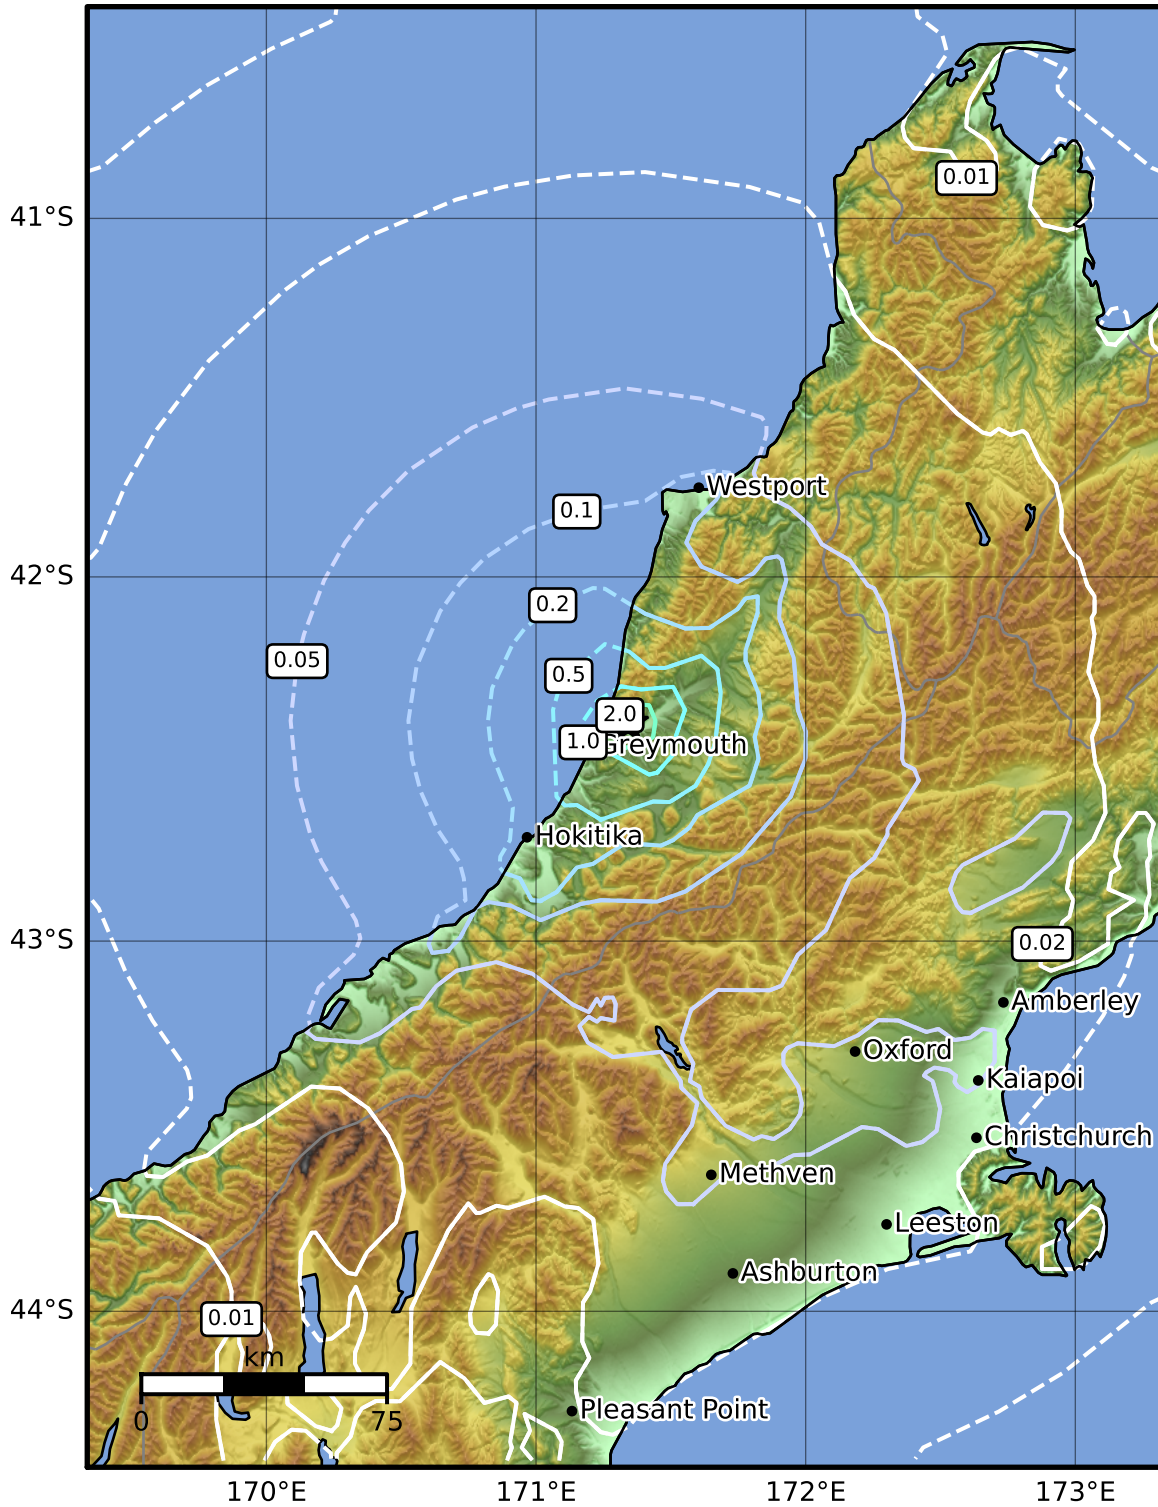 0.01
41°S
Westport
0.1
42°S
0.2
0.05
0.5
2.0
1.0
Greymouth
Hokitika
43°S
0.02
Amberley
Oxford
Kaiapoi
Christchurch
Methven
Leeston
Ashburton
44°S
0.01
km
0
75
Pleasant Point
170°E
171°E
172°E
173°E